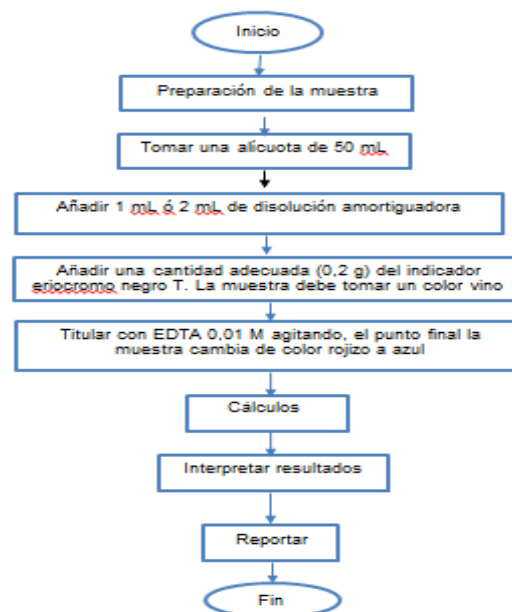 Inicio
Preparación de la muestra
Tomar una alícuota de 50 mL
Añadir 1 mL ó 2 mL de disolución amortiguadora
Añadir una cantidad adecuada (0,2 g) del indicador
eriocromo negro T. La muestra debe tomar un color vino
Titular con EDTA 0,01 M agitando, el punto final la
muestra cambia de color rojizo a azul
Cálculos
Interpretar resultados
Reportar
Fin